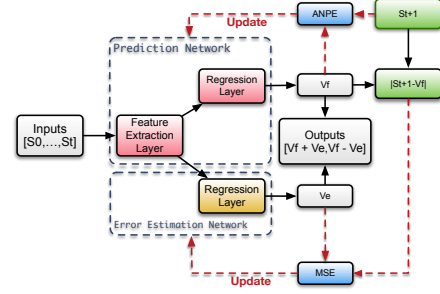 ANPE
St+1
Update
Prediction Network
Regression
Layer
Vf
|St+1-Vf|
Inputs
[S0,...,St]
Feature
Extraction
Layer
Outputs
[Vf + Ve,Vf - Ve]
Regression
Layer
Ve
Error Estimation Network
Update
MSE